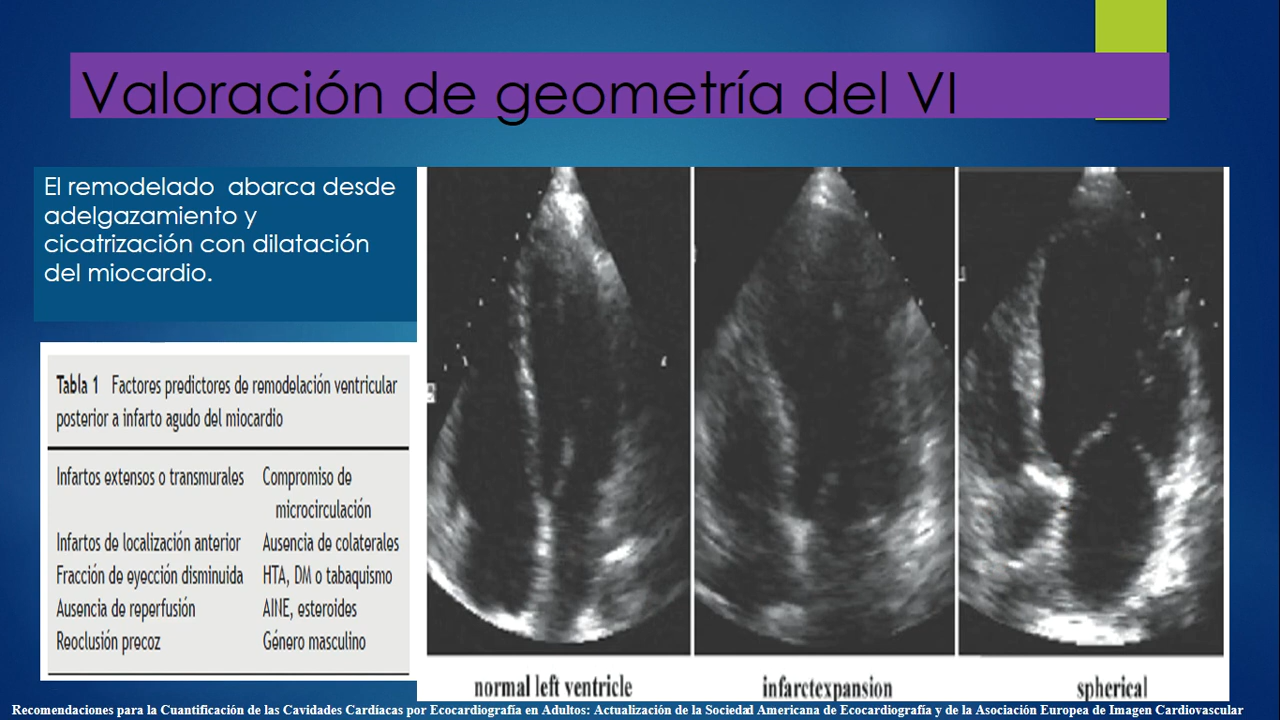 Valoración de geometría del VI
El remodelado abarca desde
adelgazamiento y
cicatrización con dilatación
del miocardio.
Tabla 1 Factores predictores de remodelación ventricular
posterior a infarto agudo del miocardio
Infartos extensos o transmurales Compromiso de
microcirculación
Infartos de localización anterior Ausencia de colaterales
Fracción de eyección disminuida HTA, DM o tabaquismo
Ausencia de reperfusión AINE, esteroides
Reoclusión precoz Género masculino
normal left ventricle infarctexpansion spherical
Recomendaciones para la Cuantificación de las Cavidades Cardíacas por Ecocardiografía en Adultos: Actualización de la Sociedad Americana de Ecocardiografía y de la Asociación Europea de Imagen Cardiovascular